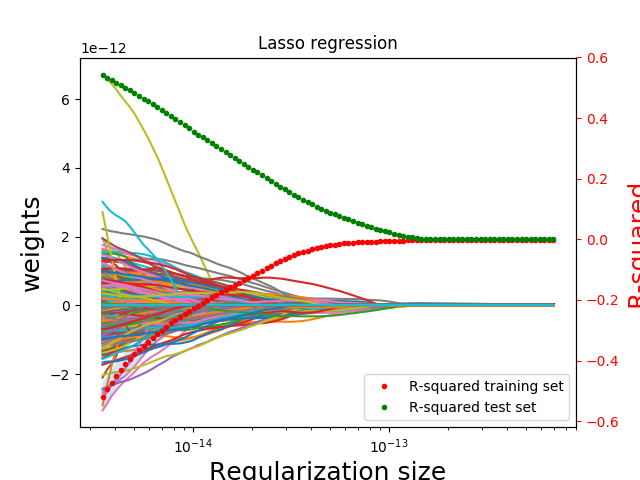 Lasso regression
1e−12
6
4
2
0
−2
weights
10⁻¹⁴
10⁻¹³
Regularization size
0.6
0.4
0.2
0.0
−0.2
−0.4
−0.6
R-squared
R-squared training set
R-squared test set